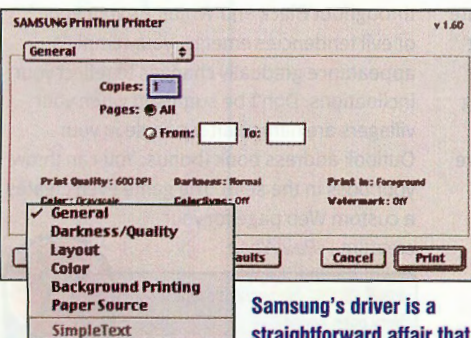 SAMSUNG PrinThru Printer v 1.60
General
Copies: 1
Pages: All
From: To:
Print Quality: 600 DPI Darkness: Normal Print In: Foreground
Color: Grayscale ColorSync: Off Watermark: Off
✓ General
Darkness/Quality
Layout
Color
Background Printing
Paper Source
SimpleText
aults Cancel Print
Samsung's driver is a
straightforward affair that